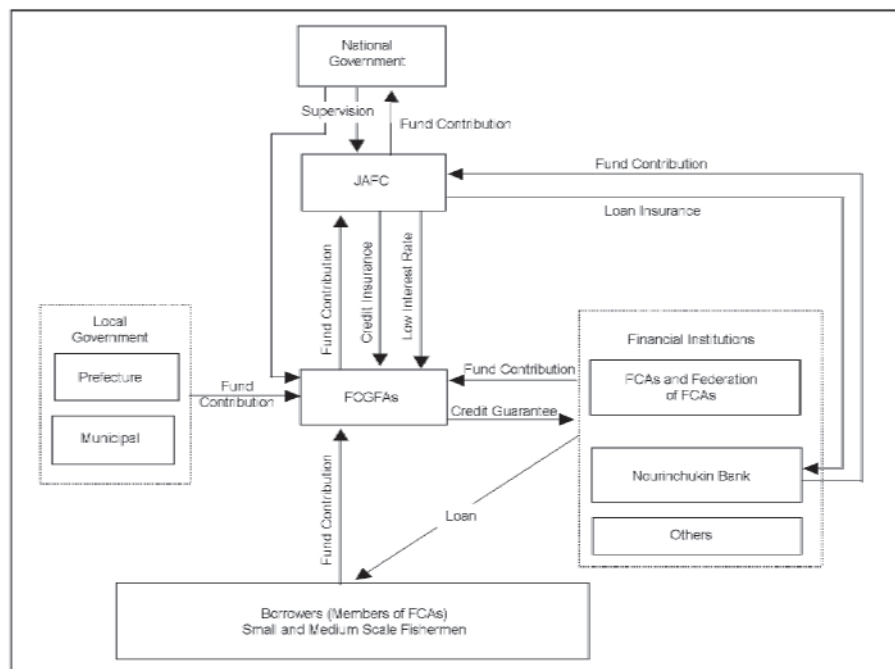 National
Government
Supervision
Fund Contribution
JAFC
Fund Contribution
Loan Insurance
Fund Contribution
Credit Insurance
Low Interest Rate
Local
Government
Prefecture
Municipal
Fund
Contribution
FCGFAs
Fund Contribution
Credit Guarantee
Financial Institutions
FCAs and Federation
of FCAs
Nourinchukin Bank
Others
Fund Contribution
Loan
Borrowers (Members of FCAs)
Small and Medium Scale Fishermen